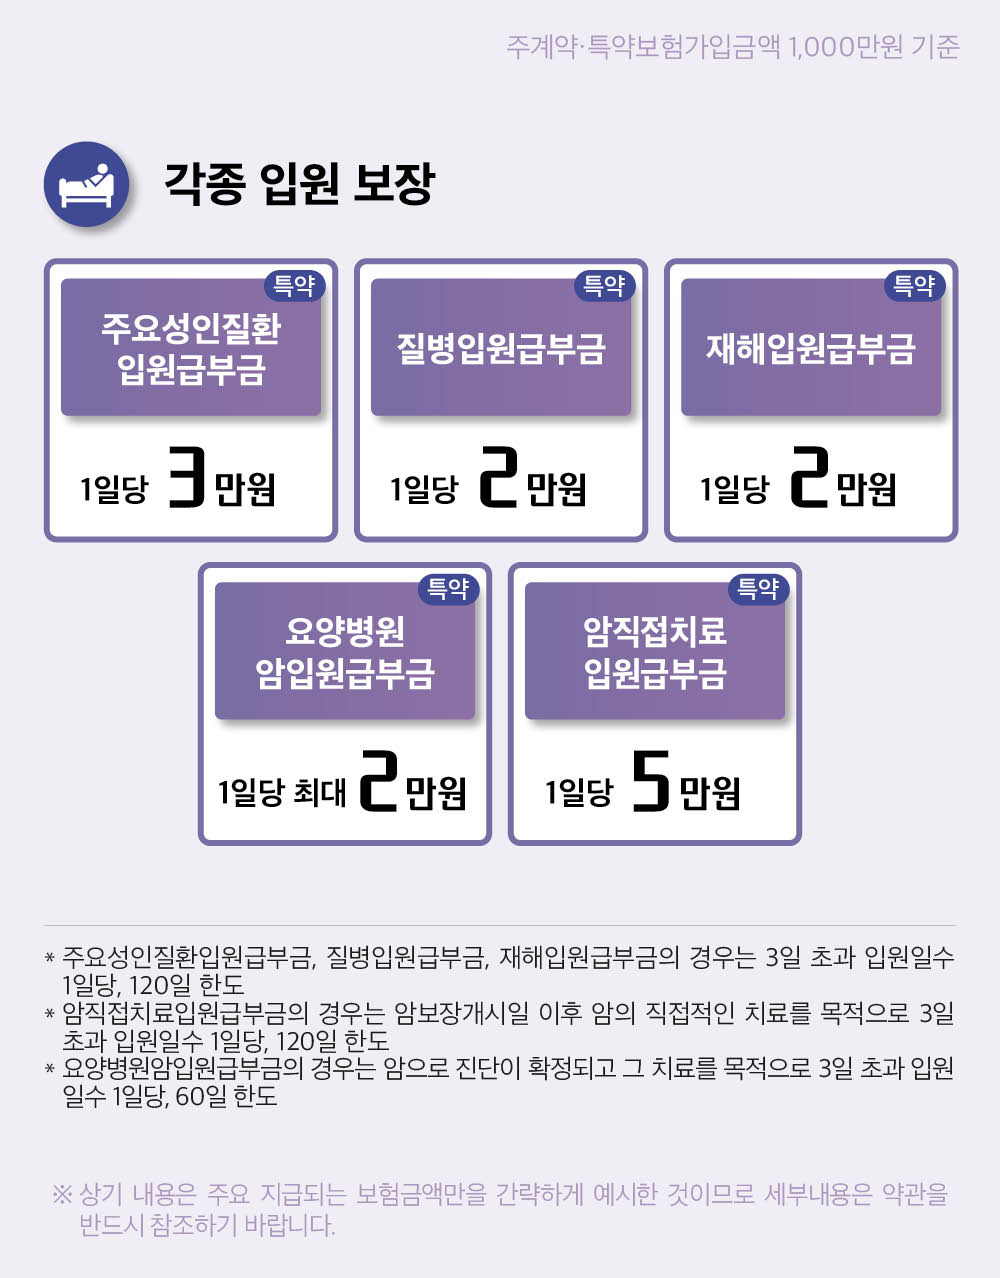 주계약·특약보험가입금액 1,000만원 기준
각종 입원 보장
특약
주요성인질환
입원급부금
1일당 3만원
특약
질병입원급부금
1일당 2만원
특약
재해입원급부금
1일당 2만원
특약
요양병원
암입원급부금
1일당 최대 2만원
특약
암직접치료
입원급부금
1일당 5만원
* 주요성인질환입원급부금, 질병입원급부금, 재해입원급부금의 경우는 3일 초과 입원일수
1일당, 120일 한도
* 암직접치료입원급부금의 경우는 암보장개시일 이후 암의 직접적인 치료를 목적으로 3일
초과 입원일수 1일당, 120일 한도
* 요양병원암입원급부금의 경우는 암으로 진단이 확정되고 그 치료를 목적으로 3일 초과 입원
일수 1일당, 60일 한도
※ 상기 내용은 주요 지급되는 보험금액만을 간략하게 예시한 것이므로 세부내용은 약관을
반드시 참조하기 바랍니다.